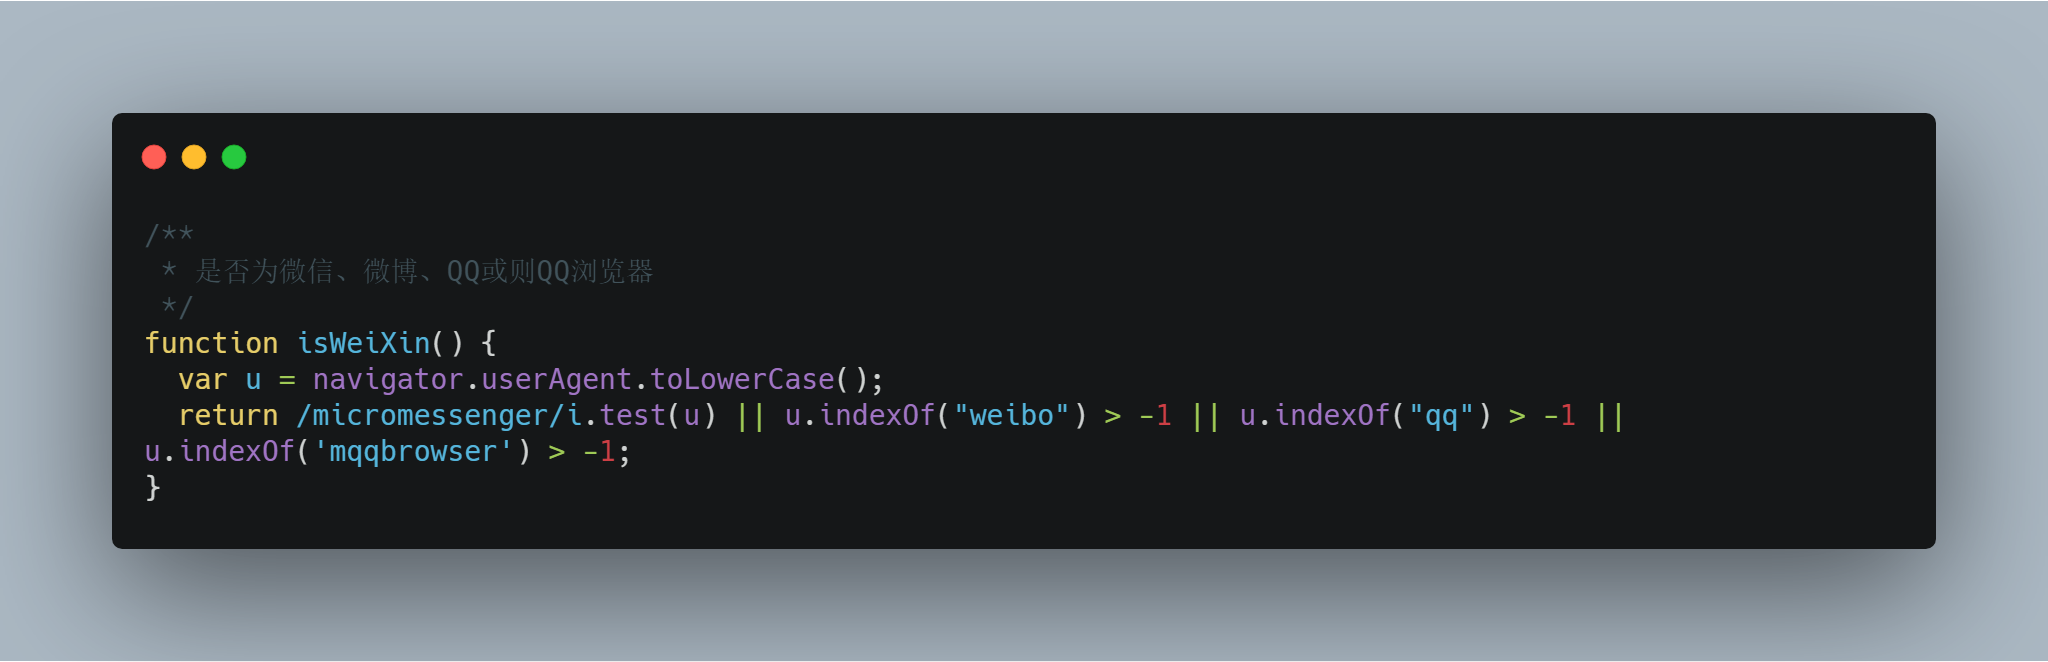 /**
 * 是否为微信、微博、QQ或则QQ浏览器
 */
function isWeiXin() {
  var u = navigator.userAgent.toLowerCase();
  return /micromessenger/i.test(u) || u.indexOf("weibo") > -1 || u.indexOf("qq") > -1 ||
u.indexOf('mqqbrowser') > -1;
}